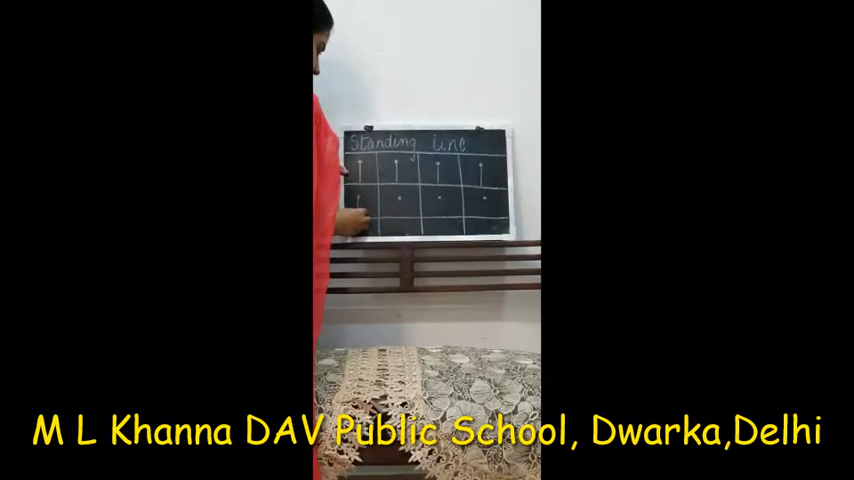 Standing Line
M L Khanna DAV Public School, Dwarka,Delhi